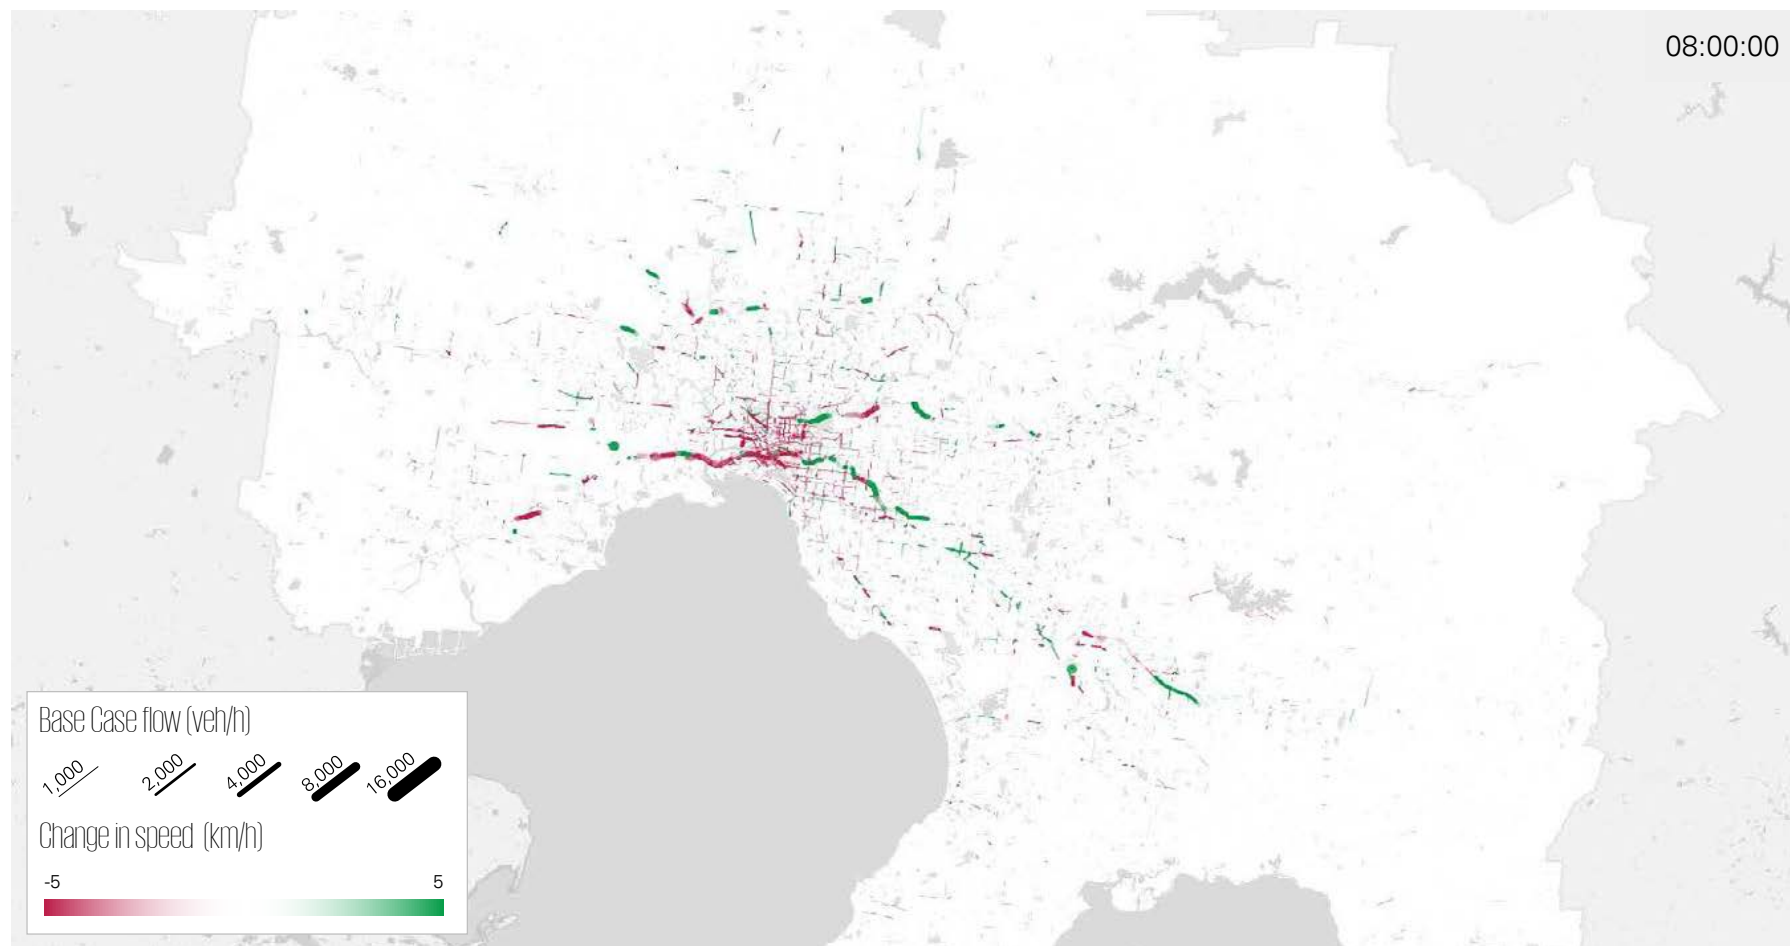 08:00:00
Base Case flow (veh/h)
1,000 2,000 4,000 8,000 16,000
Change in speed (km/h)
-5 5